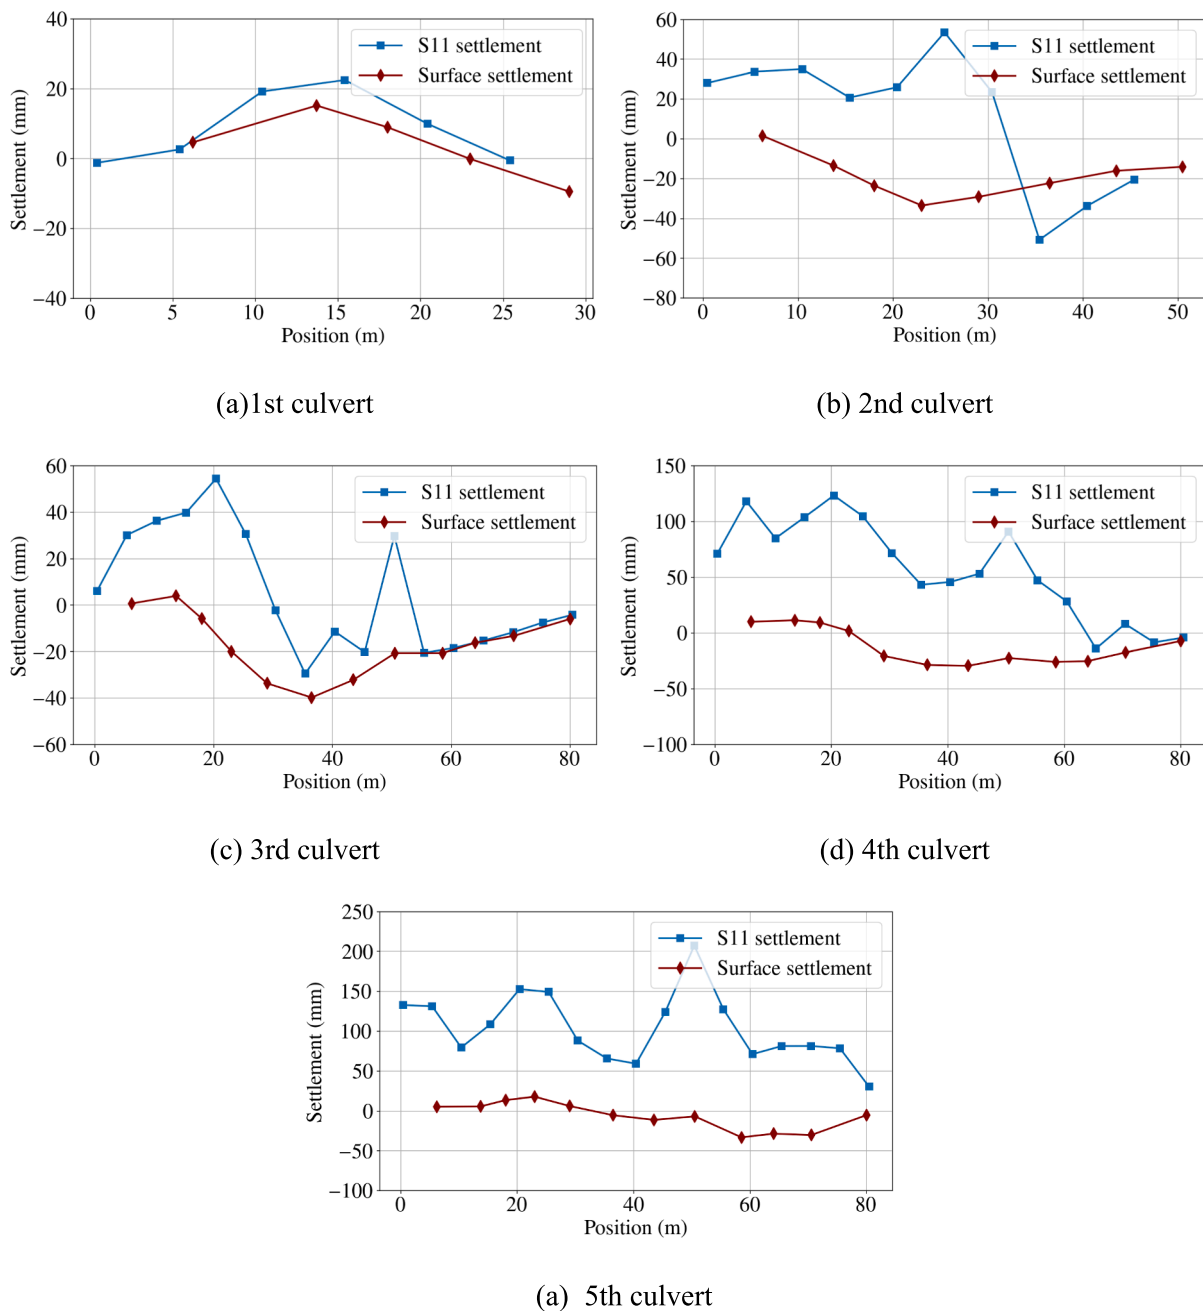 40
20
0
−20
−40
Settlement (mm)
S11 settlement
Surface settlement
0 5 10 15 20 25 30
Position (m)
(a)1st culvert
60
40
20
0
−20
−40
−60
−80
Settlement (mm)
S11 settlement
Surface settlement
0 10 20 30 40 50
Position (m)
(b) 2nd culvert
60
40
20
0
−20
−40
−60
Settlement (mm)
S11 settlement
Surface settlement
0 20 40 60 80
Position (m)
(c) 3rd culvert
150
100
50
0
−50
−100
Settlement (mm)
S11 settlement
Surface settlement
0 20 40 60 80
Position (m)
(d) 4th culvert
250
200
150
100
50
0
−50
−100
Settlement (mm)
S11 settlement
Surface settlement
0 20 40 60 80
Position (m)
(a) 5th culvert